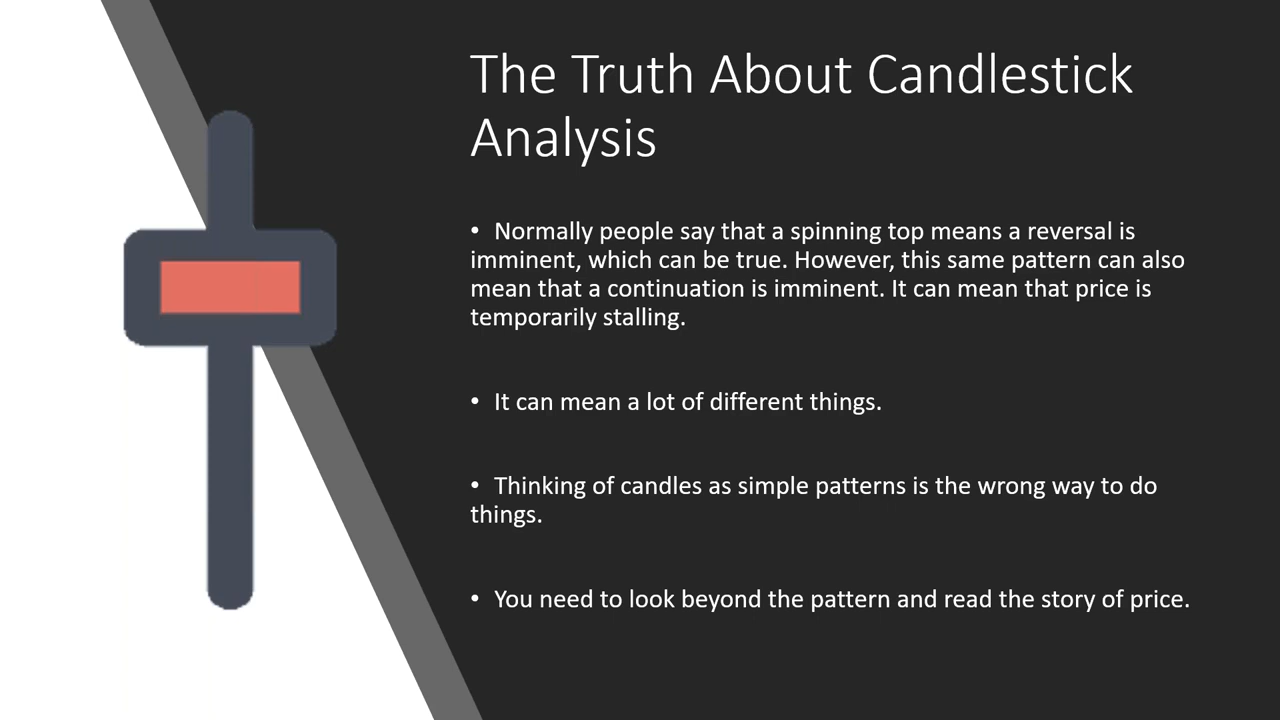 The Truth About Candlestick
Analysis
• Normally people say that a spinning top means a reversal is
imminent, which can be true. However, this same pattern can also
mean that a continuation is imminent. It can mean that price is
temporarily stalling.
• It can mean a lot of different things.
• Thinking of candles as simple patterns is the wrong way to do
things.
• You need to look beyond the pattern and read the story of price.